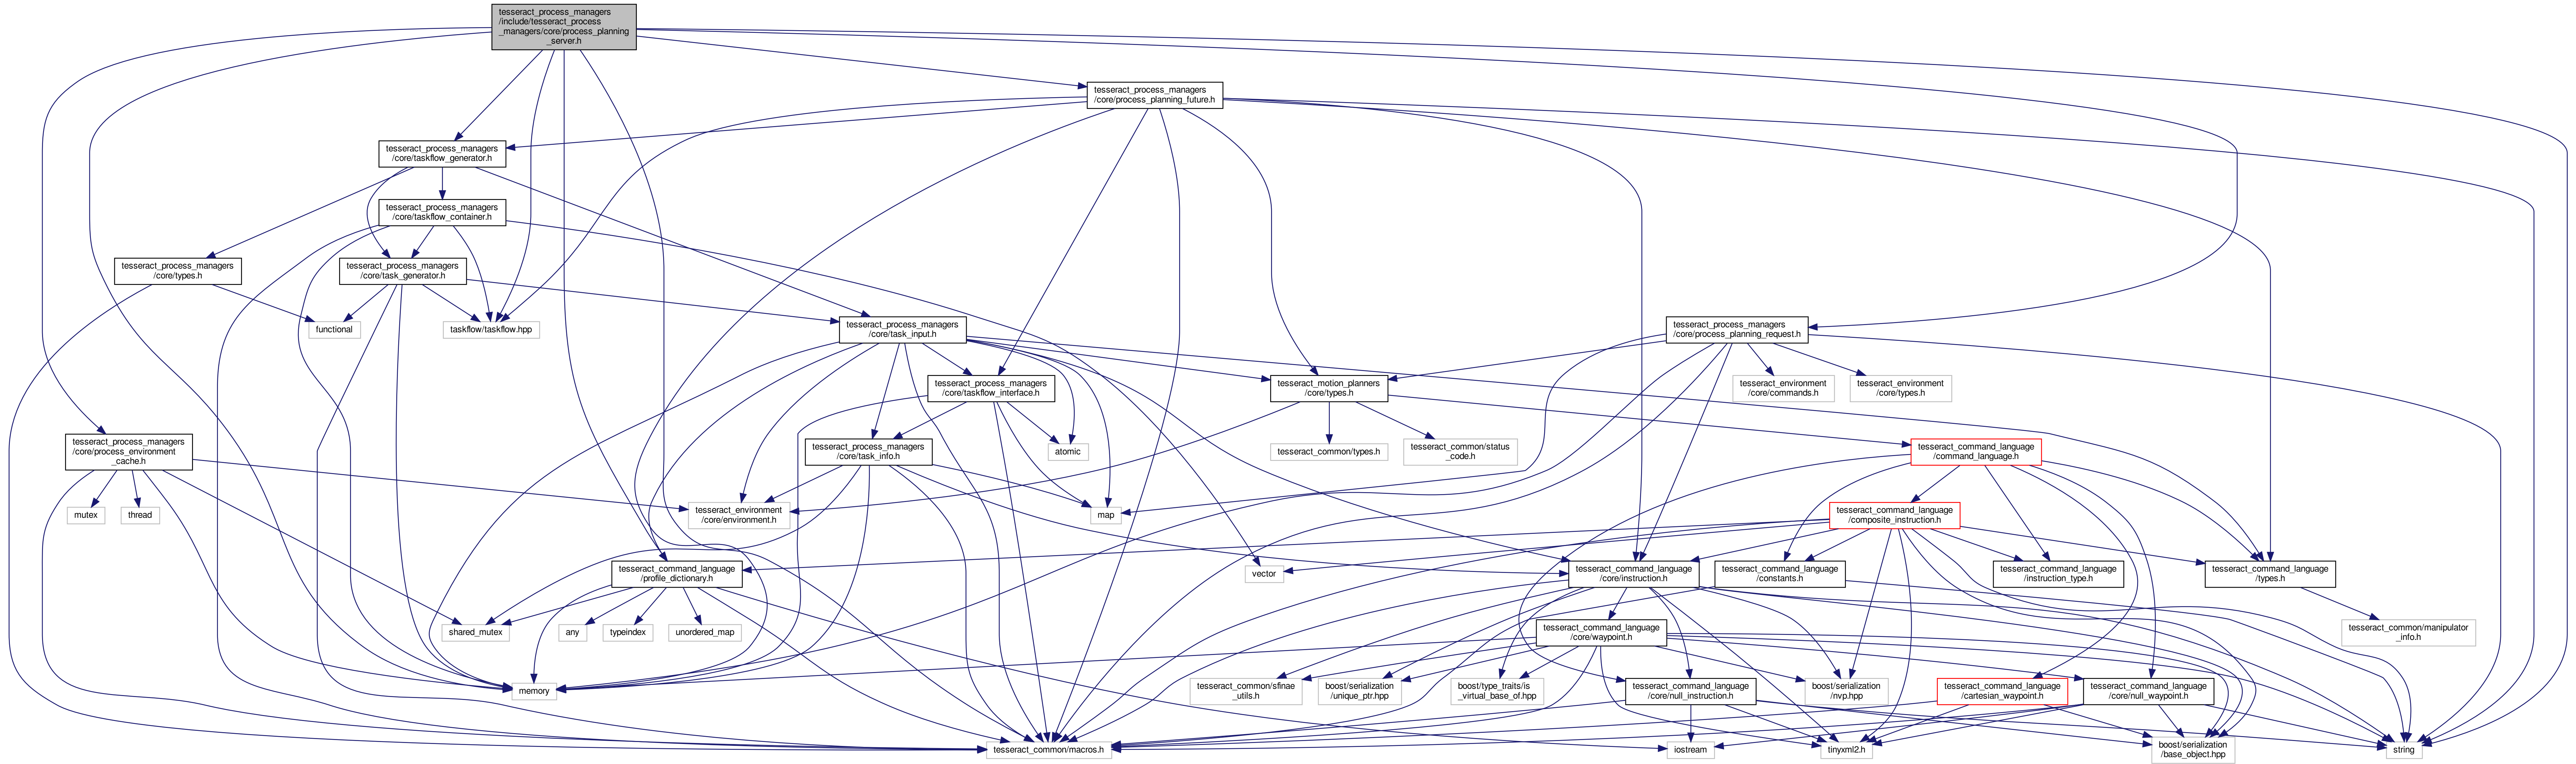 tesseract_process_managers
/include/tesseract_process
_managers/core/process_planning
_server.h
tesseract_process_managers
/core/process_planning_future.h
tesseract_process_managers
/core/taskflow_generator.h
tesseract_process_managers
/core/taskflow_container.h
tesseract_process_managers
/core/types.h
tesseract_process_managers
/core/task_generator.h
functional
taskflow/taskflow.hpp
tesseract_process_managers
/core/task_input.h
tesseract_process_managers
/core/process_planning_request.h
tesseract_process_managers
/core/taskflow_interface.h
tesseract_motion_planners
/core/types.h
tesseract_environment
/core/commands.h
tesseract_environment
/core/types.h
tesseract_process_managers
/core/process_environment
_cache.h
tesseract_process_managers
/core/task_info.h
atomic
tesseract_common/types.h
tesseract_common/status
_code.h
tesseract_command_language
/command_language.h
mutex
thread
tesseract_environment
/core/environment.h
map
tesseract_command_language
/composite_instruction.h
tesseract_command_language
/profile_dictionary.h
vector
tesseract_command_language
/core/instruction.h
tesseract_command_language
/constants.h
tesseract_command_language
/instruction_type.h
tesseract_command_language
/types.h
shared_mutex
any
typeindex
unordered_map
tesseract_command_language
/core/waypoint.h
tesseract_common/manipulator
_info.h
memory
tesseract_common/sfinae
_utils.h
boost/serialization
/unique_ptr.hpp
boost/type_traits/is
_virtual_base_of.hpp
tesseract_command_language
/core/null_instruction.h
boost/serialization
/nvp.hpp
tesseract_command_language
/cartesian_waypoint.h
tesseract_command_language
/core/null_waypoint.h
tesseract_common/macros.h
iostream
tinyxml2.h
boost/serialization
/base_object.hpp
string